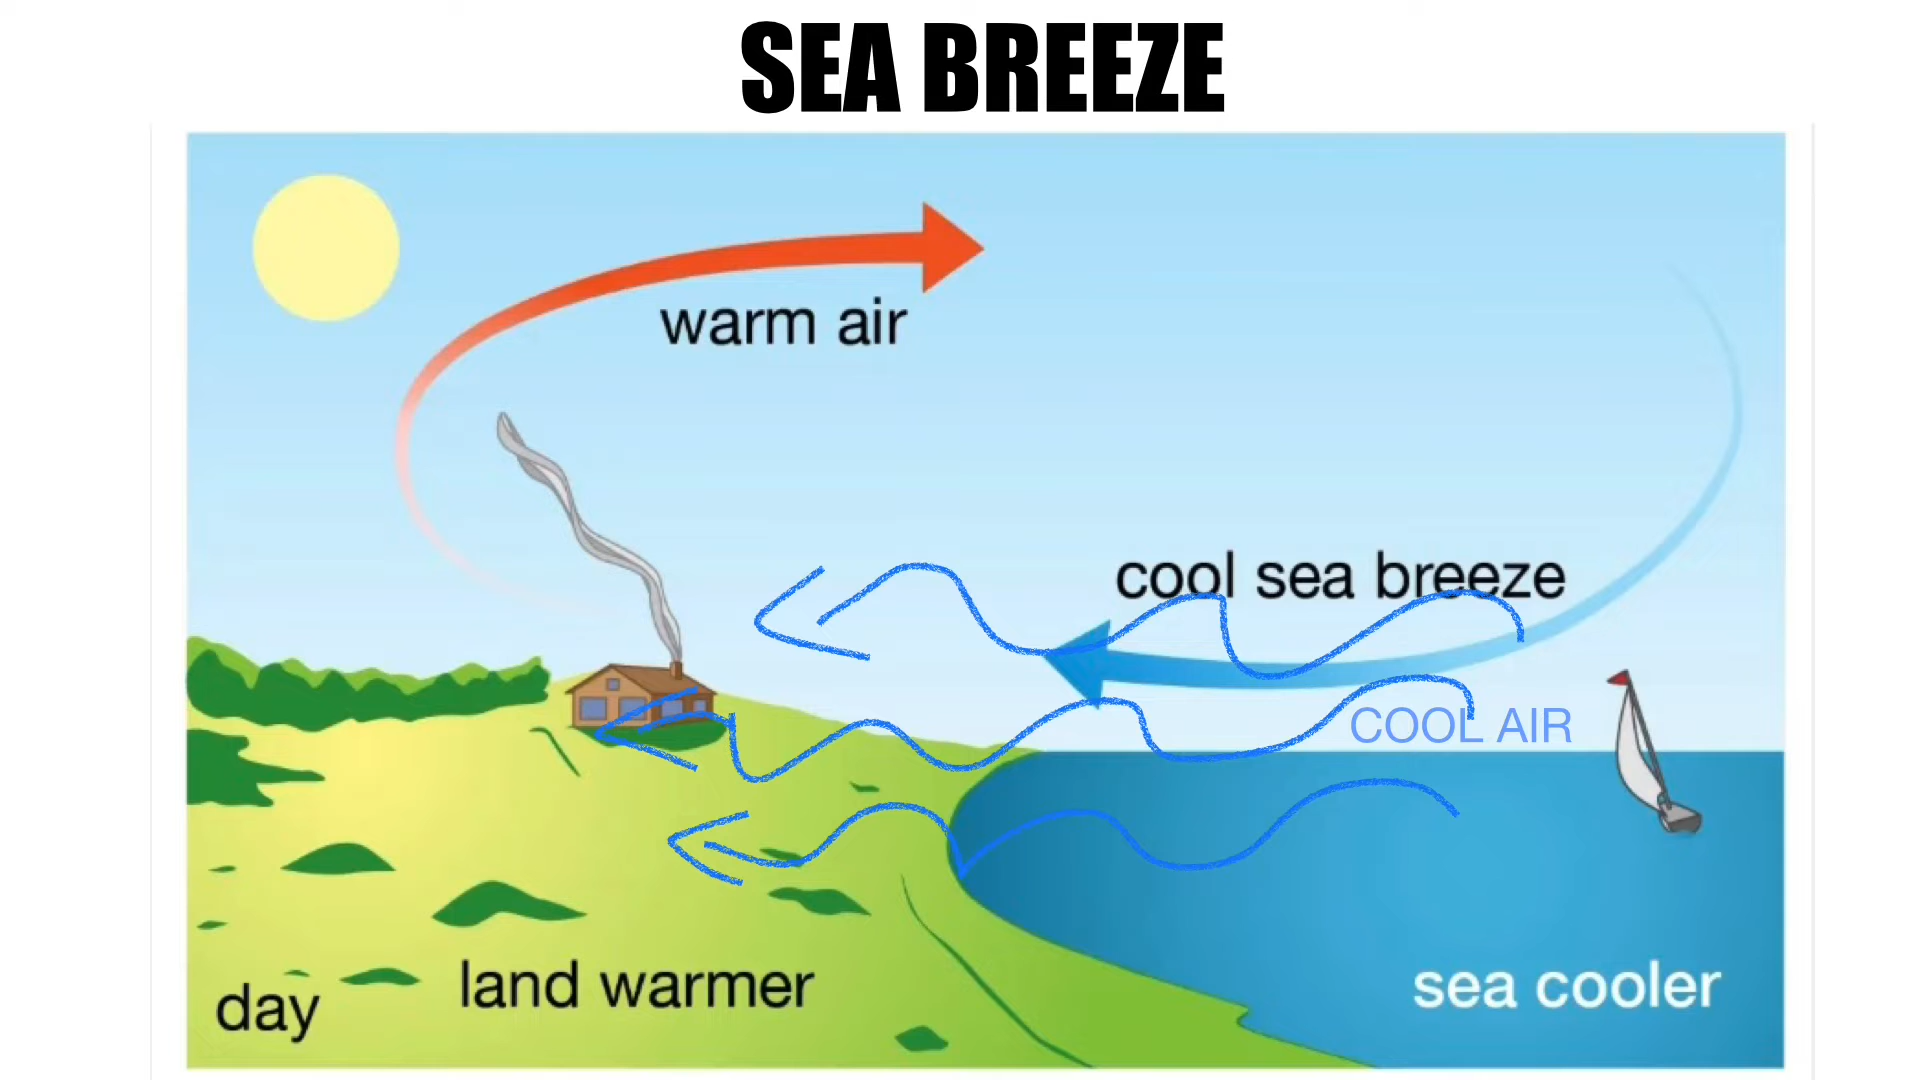 SEA BREEZE
warm air
cool sea breeze
COOL AIR
land warmer
sea cooler
day